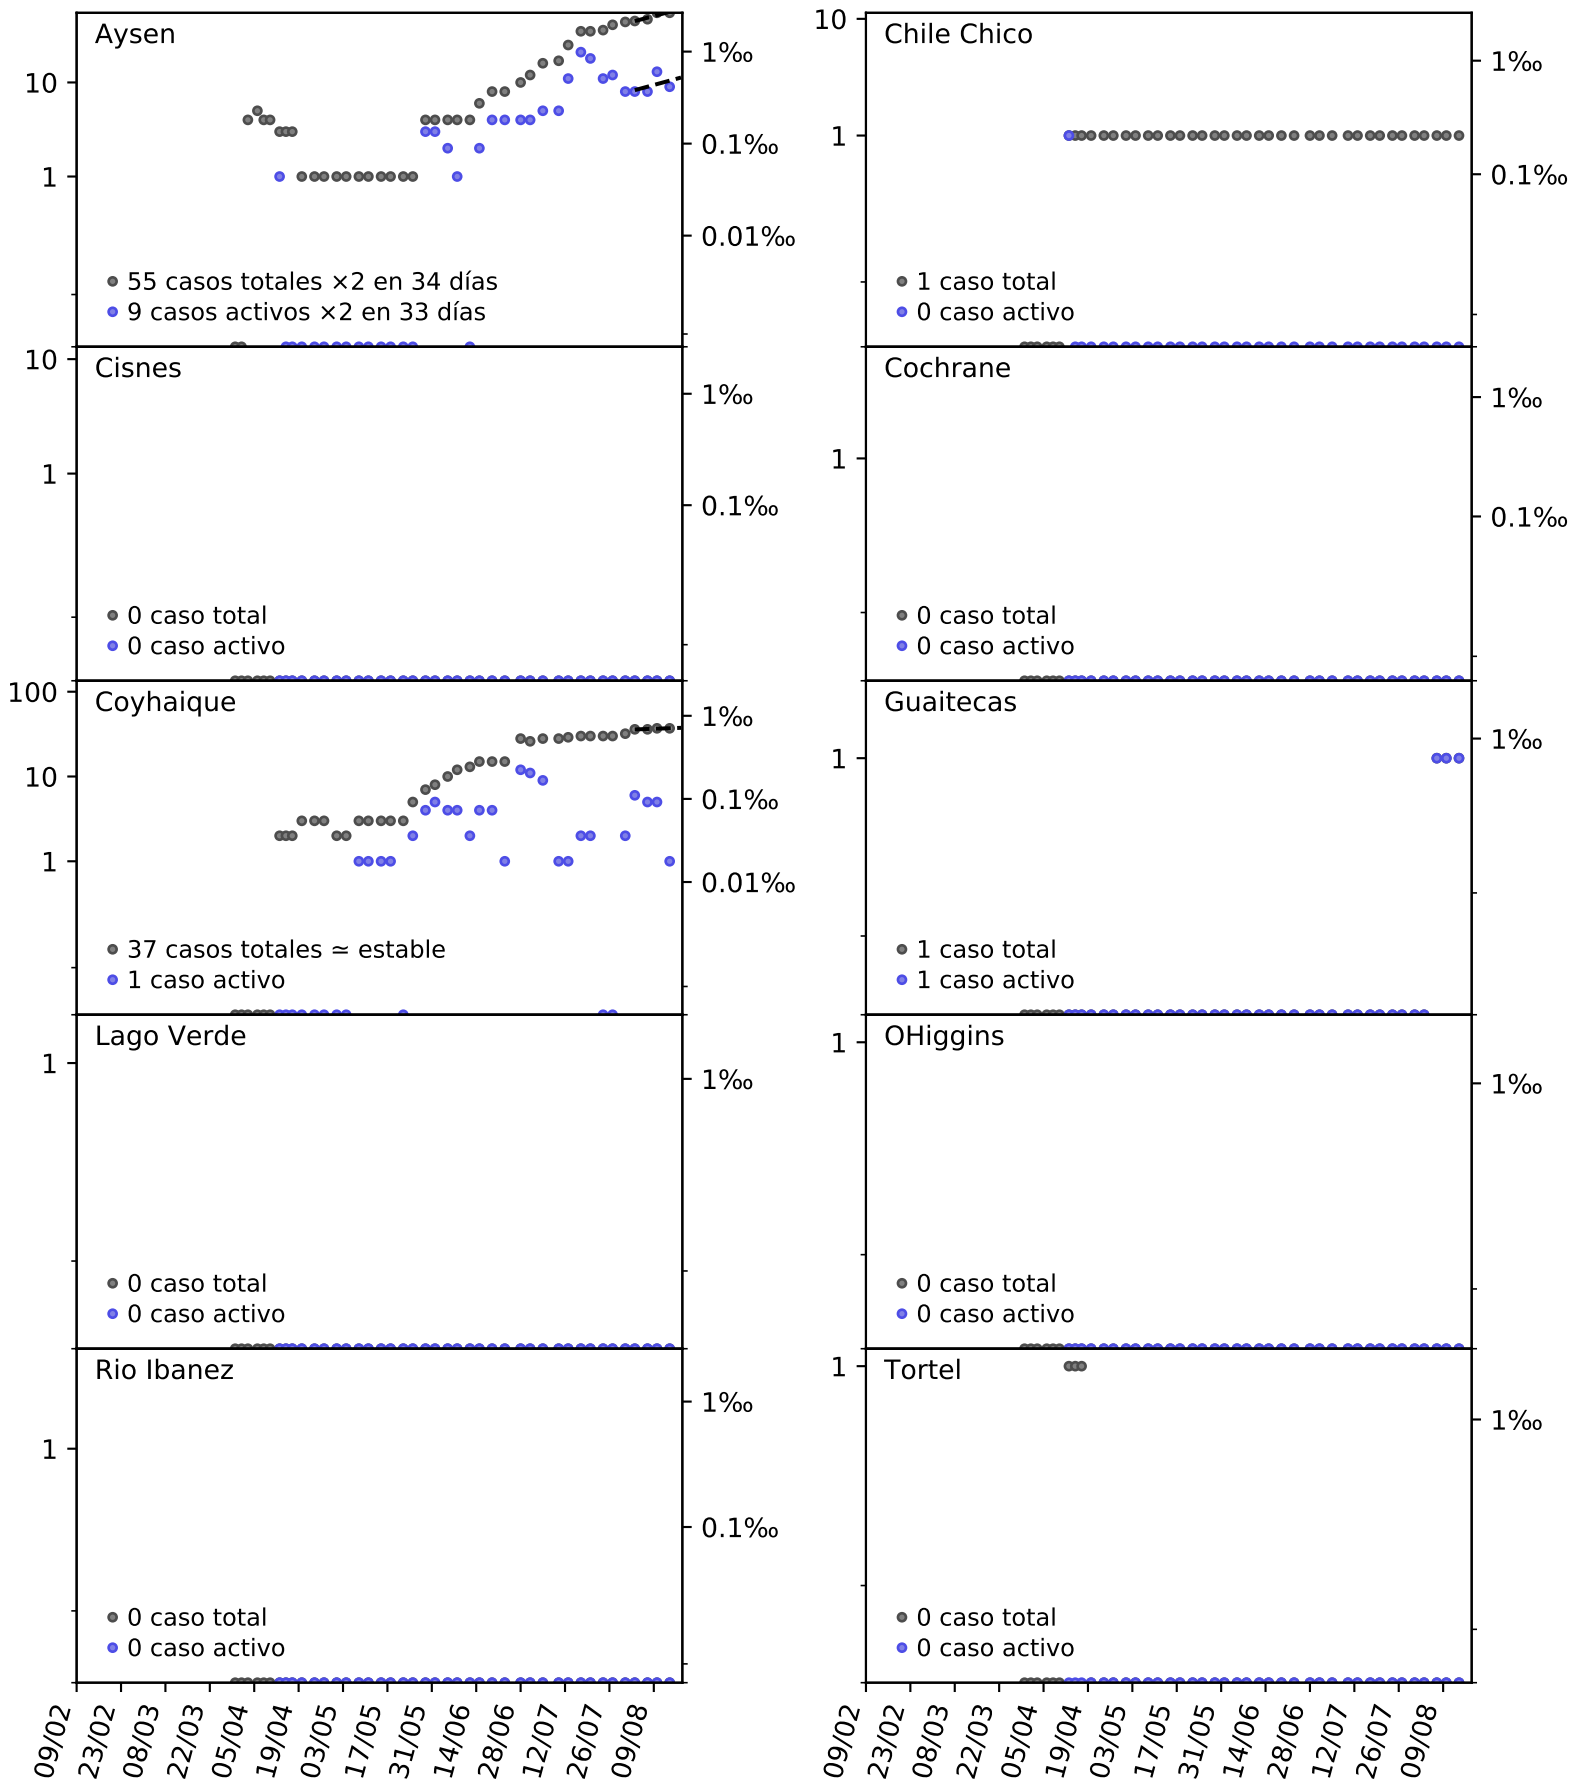 Aysen
10
1
1‰
0.1‰
0.01‰
55 casos totales ×2 en 34 días
9 casos activos ×2 en 33 días
Chile Chico
10
1
1‰
0.1‰
1 caso total
0 caso activo
Cisnes
10
1
1‰
0.1‰
0 caso total
0 caso activo
Cochrane
1
1‰
0.1‰
0 caso total
0 caso activo
Coyhaique
100
10
1
1‰
0.1‰
0.01‰
37 casos totales ≃ estable
1 caso activo
Guaitecas
1
1‰
1 caso total
1 caso activo
Lago Verde
1
1‰
0 caso total
0 caso activo
OHiggins
1
1‰
0 caso total
0 caso activo
Rio Ibanez
1
1‰
0.1‰
0 caso total
0 caso activo
Tortel
1
1‰
0 caso total
0 caso activo
09/02
23/02
08/03
22/03
05/04
19/04
03/05
17/05
31/05
14/06
28/06
12/07
26/07
09/08
09/02
23/02
08/03
22/03
05/04
19/04
03/05
17/05
31/05
14/06
28/06
12/07
26/07
09/08